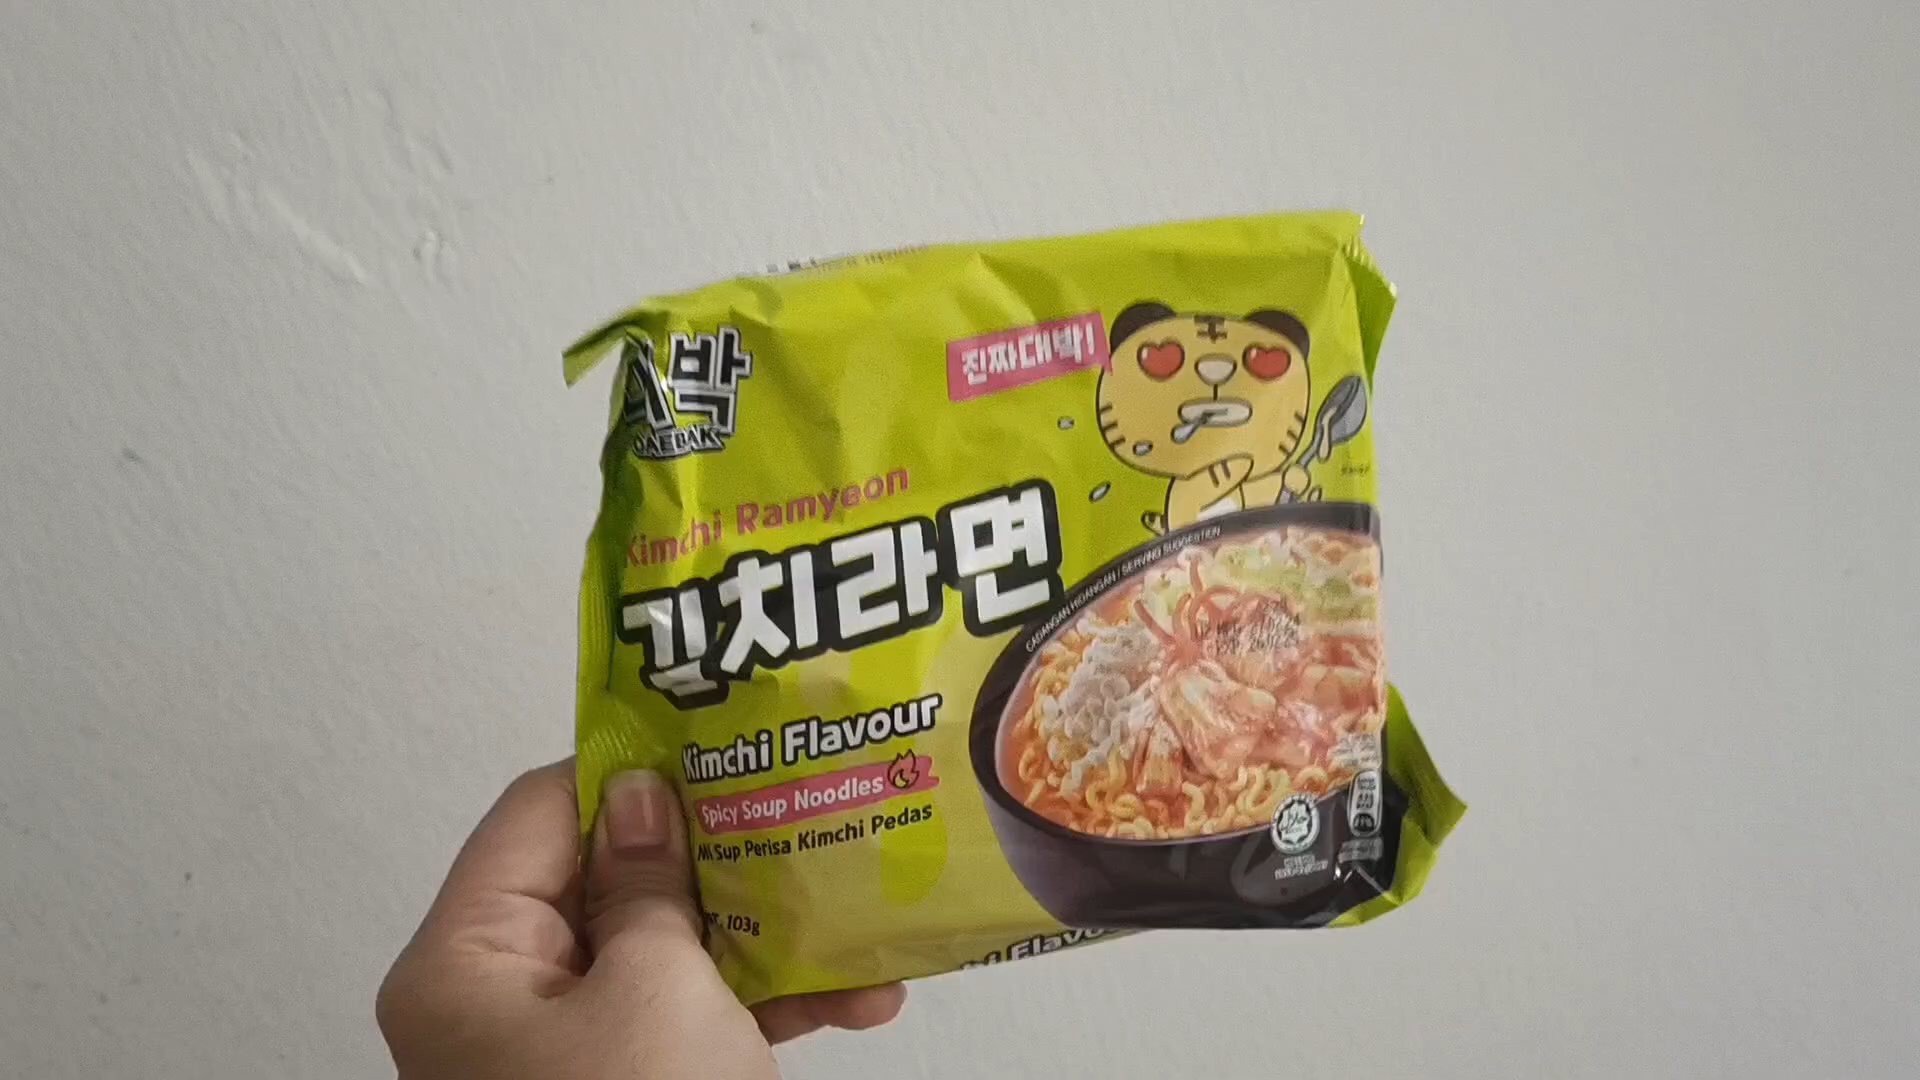 대박
DAEBAK
진짜대박!
Kimchi Ramyeon
김치라면
CADANGAN HIDANGAN / SERVING SUGGESTION
Kimchi Flavour
Spicy Soup Noodles
Mi Sup Perisa Kimchi Pedas
103g
Flavo